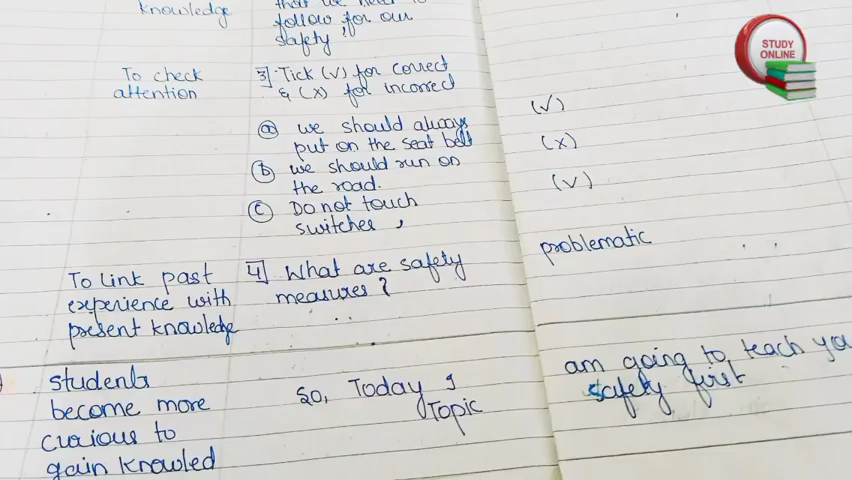 knowledge
follow for our
safety,
To check
attention
3] Tick (√) for correct
& (x) for incorrect
(√)
(a) we should always
put on the seat belt
(x)
(b) we should run on
the road.
(√)
(c) Do not touch
switches,
To link past
experience with
present knowledge
4] What are safety
measures?
problematic
students
become more
curious to
gain knowled
So, Today I
am going to teach yo
Topic
safety first
STUDY
ONLINE